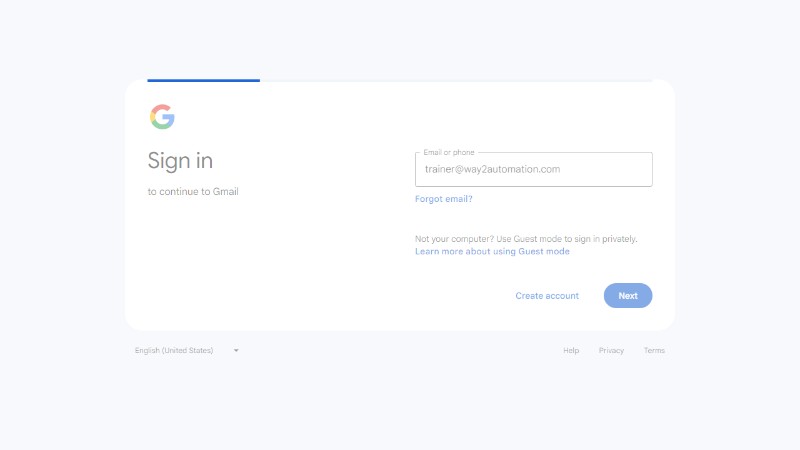 Sign in
to continue to Gmail
Email or phone
trainer@way2automation.com
Forgot email?
Not your computer? Use Guest mode to sign in privately.
Learn more about using Guest mode
Create account
Next
English (United States)
Help
Privacy
Terms